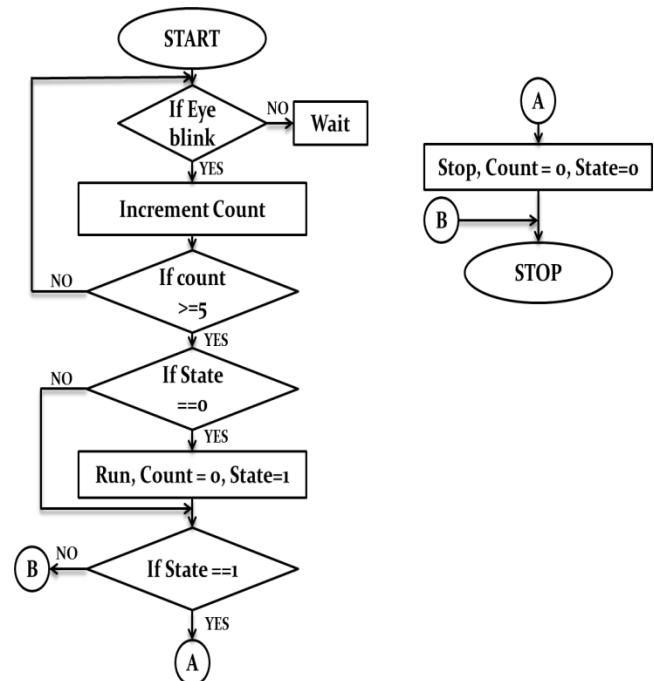 START
If Eye
blink
NO
Wait
YES
Increment Count
If count
>=5
NO
YES
If State
==0
NO
YES
Run, Count = 0, State=1
If State ==1
NO
B
YES
A
A
Stop, Count = 0, State=0
B
STOP